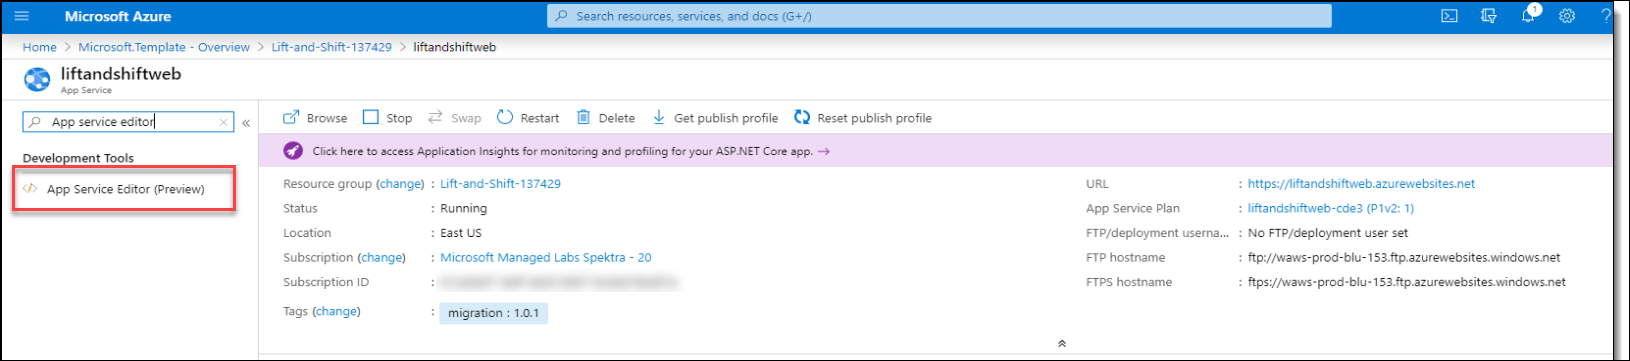 Microsoft Azure
Search resources, services, and docs (G+/)
1
?
Home > Microsoft.Template - Overview > Lift-and-Shift-137429 > liftandshiftweb
liftandshiftweb
App Service
App service editor
Browse Stop Swap Restart Delete Get publish profile Reset publish profile
Development Tools
App Service Editor (Preview)
Click here to access Application Insights for monitoring and profiling for your ASP.NET Core app. →
Resource group (change) : Lift-and-Shift-137429
Status : Running
Location : East US
Subscription (change) : Microsoft Managed Labs Spektra - 20
Subscription ID :
Tags (change) : migration : 1.0.1
URL : https://liftandshiftweb.azurewebsites.net
App Service Plan : liftandshiftweb-cde3 (P1v2: 1)
FTP/deployment userna... : No FTP/deployment user set
FTP hostname : ftp://waws-prod-blu-153.ftp.azurewebsites.windows.net
FTPS hostname : ftps://waws-prod-blu-153.ftp.azurewebsites.windows.net